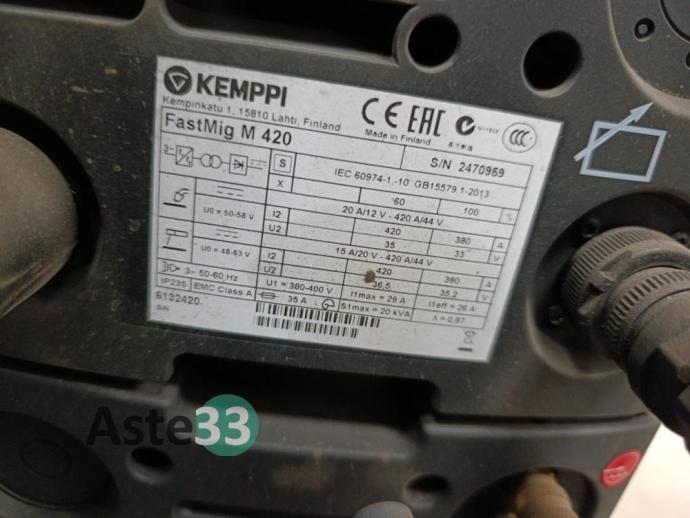 KEMPPI
Kempinkatu 1, 15810 Lahti, Finland
CE EAC
Made in Finland
CCC
FastMig M 420
S/N 2470959
3~
S
IEC 60974-1,-10 GB15579.1-2013
X
60
100
%
20 A/12 V - 420 A/44 V
U0 = 50-58 V
I2
420
380
A
U2
35
33
V
15 A/20 V - 420 A/44 V
U0 = 48-53 V
I2
420
380
A
U2
36,5
35,2
V
3~ 50-60 Hz
U1 = 380-400 V
I1max = 29 A
I1eff = 26 A
IP23S
EMC Class A
35 A
S1max = 20 kVA
λ = 0,87
6132420
S/N
Aste33